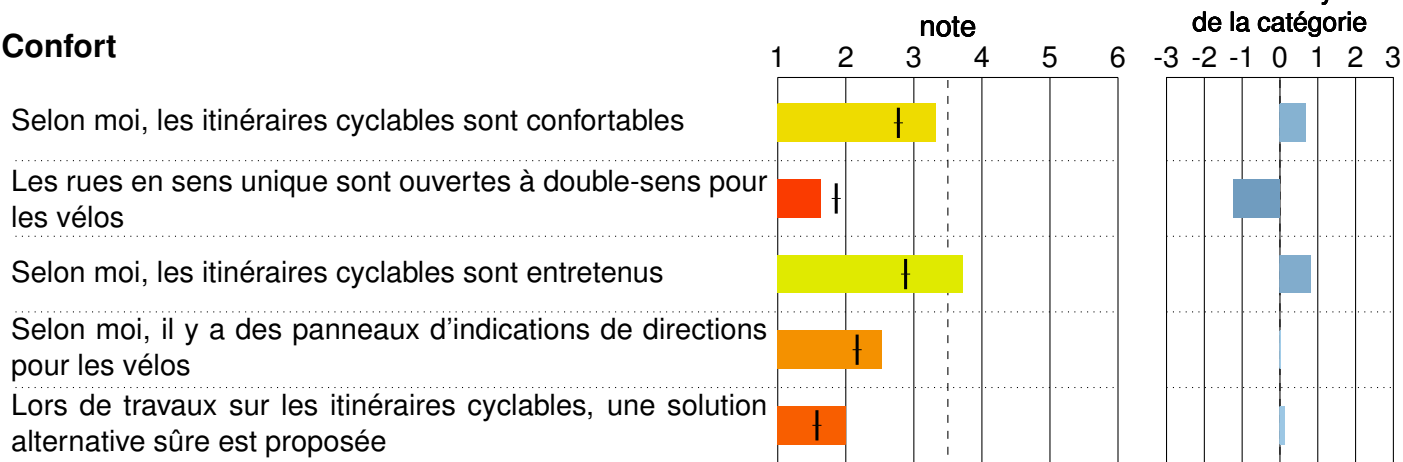 note
de la catégorie
Confort
1 2 3 4 5 6
-3 -2 -1 0 1 2 3
Selon moi, les itinéraires cyclables sont confortables
Les rues en sens unique sont ouvertes à double-sens pour
les vélos
Selon moi, les itinéraires cyclables sont entretenus
Selon moi, il y a des panneaux d'indications de directions
pour les vélos
Lors de travaux sur les itinéraires cyclables, une solution
alternative sûre est proposée